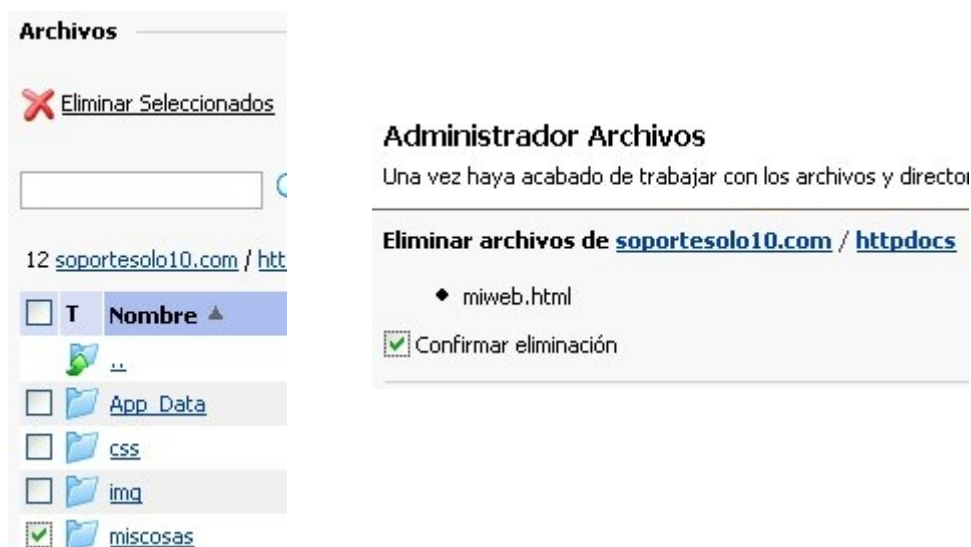 Archivos
Eliminar Seleccionados
12 soportesolo10.com / htt
T Nombre
..
App_Data
css
img
miscosas
Administrador Archivos
Una vez haya acabado de trabajar con los archivos y director
Eliminar archivos de soportesolo10.com / httpdocs
miweb.html
Confirmar eliminación